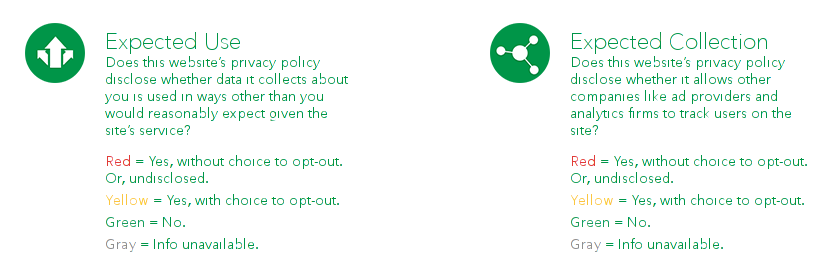 Expected Use
Does this website's privacy policy
disclose whether data it collects about
you is used in ways other than you
would reasonably expect given the
site's service?
Red = Yes, without choice to opt-out.
Or, undisclosed.
Yellow = Yes, with choice to opt-out.
Green = No.
Gray = Info unavailable.
Expected Collection
Does this website's privacy policy
disclose whether it allows other
companies like ad providers and
analytics firms to track users on the
site?
Red = Yes, without choice to opt-out.
Or, undisclosed.
Yellow = Yes, with choice to opt-out.
Green = No.
Gray = Info unavailable.